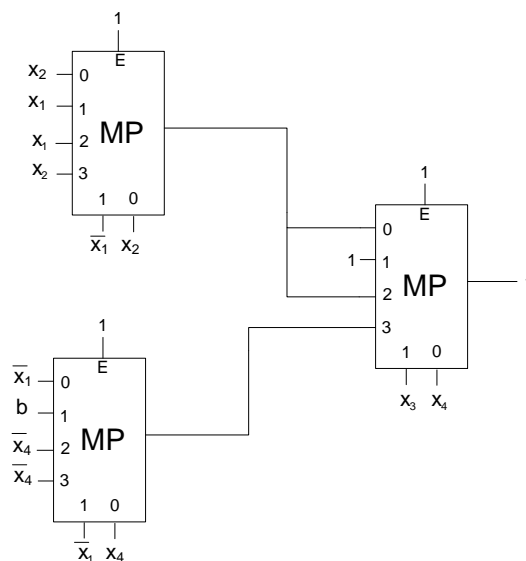 1
E
x₂ 0
x₁ 1
x₁ 2
x₂ 3
MP
1 0
x̅₁ x₂
1
E
0
1 1
2
3
MP
1 0
x₃ x₄
1
E
x̅₁ 0
b 1
x̅₄ 2
x̅₄ 3
MP
1 0
x̅₁ x₄